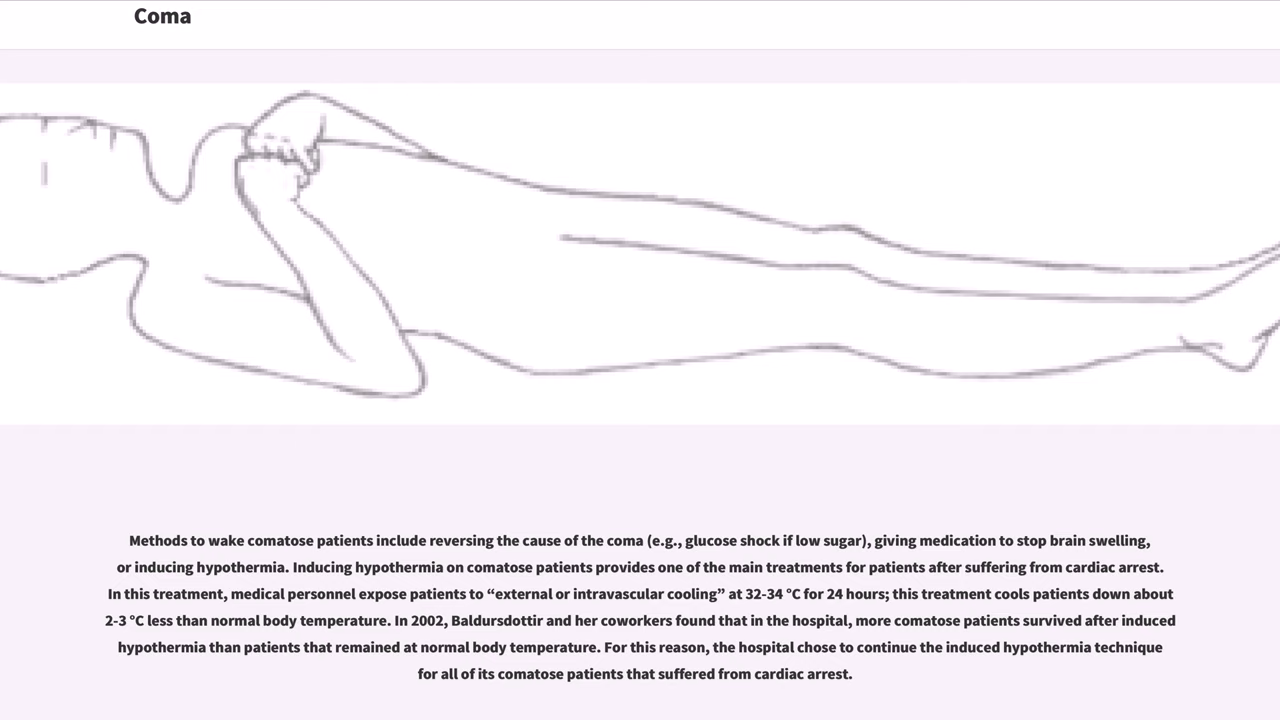 Coma
Methods to wake comatose patients include reversing the cause of the coma (e.g., glucose shock if low sugar), giving medication to stop brain swelling,
or inducing hypothermia. Inducing hypothermia on comatose patients provides one of the main treatments for patients after suffering from cardiac arrest.
In this treatment, medical personnel expose patients to “external or intravascular cooling” at 32-34 °C for 24 hours; this treatment cools patients down about
2-3 °C less than normal body temperature. In 2002, Baldursdottir and her coworkers found that in the hospital, more comatose patients survived after induced
hypothermia than patients that remained at normal body temperature. For this reason, the hospital chose to continue the induced hypothermia technique
for all of its comatose patients that suffered from cardiac arrest.